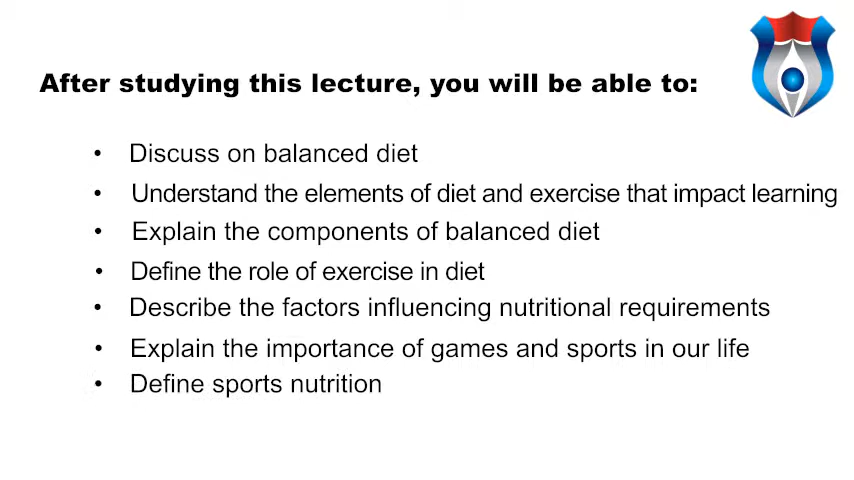 After studying this lecture, you will be able to:
• Discuss on balanced diet
• Understand the elements of diet and exercise that impact learning
• Explain the components of balanced diet
• Define the role of exercise in diet
• Describe the factors influencing nutritional requirements
• Explain the importance of games and sports in our life
• Define sports nutrition